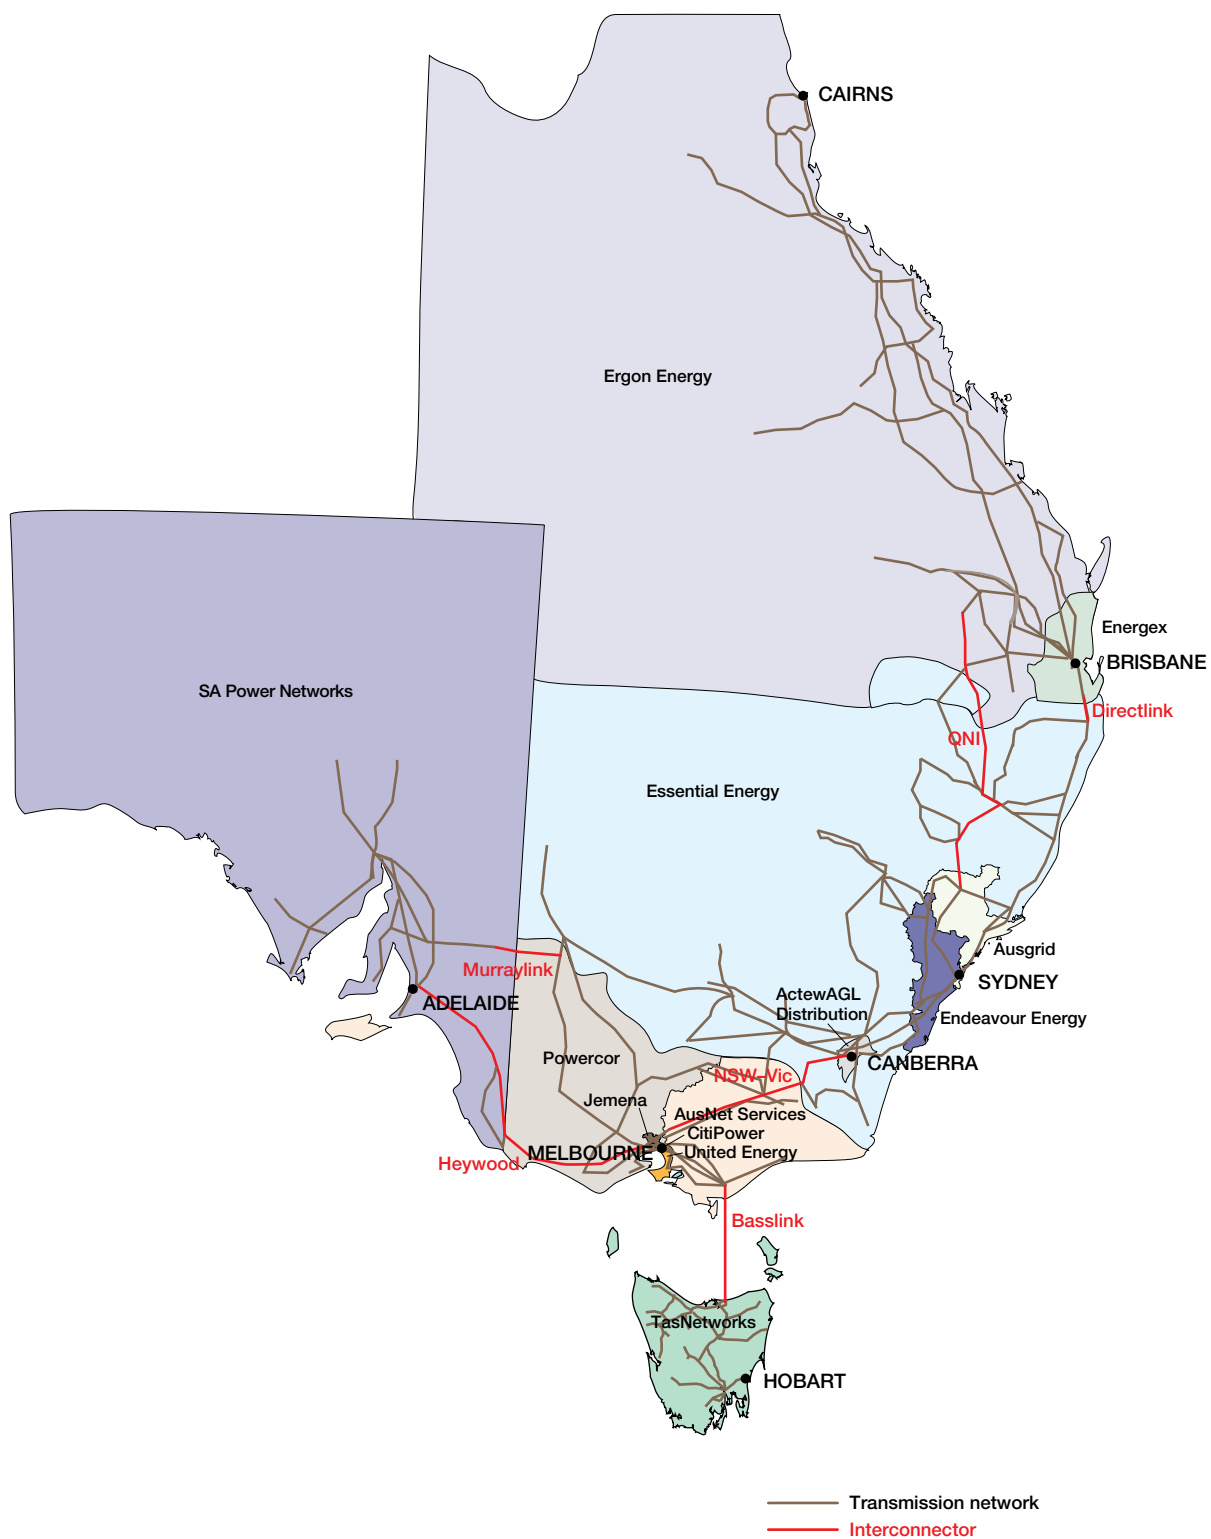 CAIRNS
Ergon Energy
Energex
BRISBANE
SA Power Networks
Directlink
QNI
Essential Energy
Ausgrid
Murraylink
SYDNEY
ActewAGL
Distribution
ADELAIDE
Endeavour Energy
Powercor
CANBERRA
NSW–Vic
Jemena
AusNet Services
CitiPower
MELBOURNE
United Energy
Heywood
Basslink
TasNetworks
HOBART
Transmission network
Interconnector